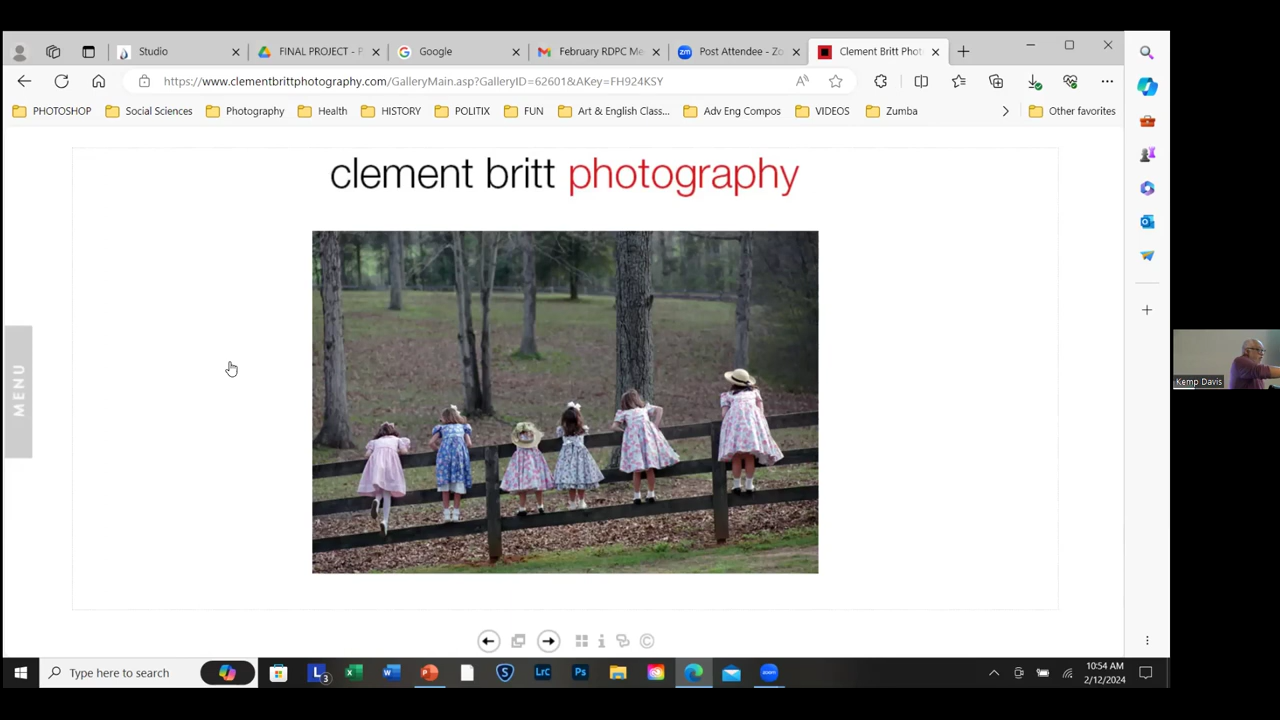 Studio
FINAL PROJECT - P
Google
February RDPC Me
Post Attendee - Zo
Clement Britt Phot
https://www.clementbrittphotography.com/GalleryMain.asp?GalleryID=62601&AKey=FH924KSY
PHOTOSHOP
Social Sciences
Photography
Health
HISTORY
POLITIX
FUN
Art & English Class...
Adv Eng Compos
VIDEOS
Zumba
Other favorites
clement britt photography
MENU
Kemp Davis
Type here to search
10:54 AM
2/12/2024